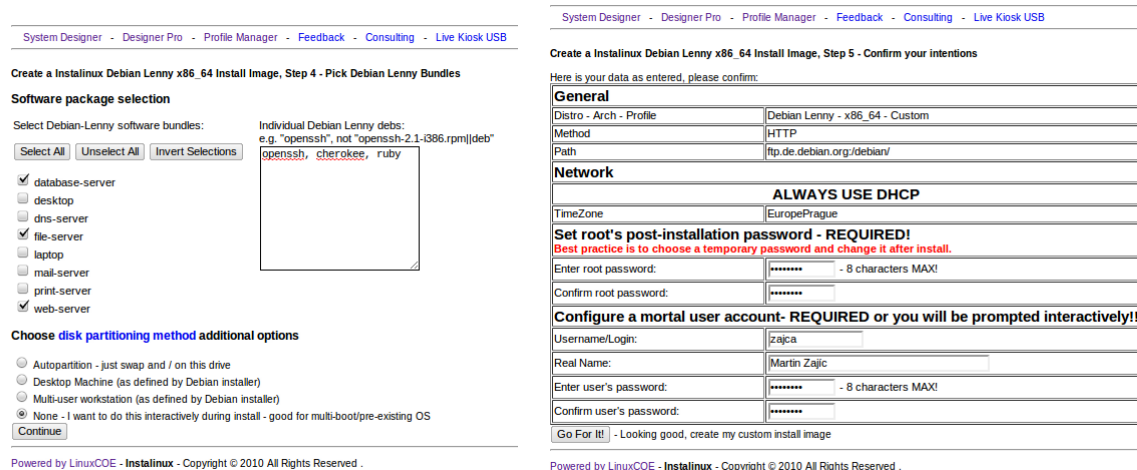 System Designer - Designer Pro - Profile Manager - Feedback - Consulting - Live Kiosk USB
Create a Instalinux Debian Lenny x86_64 Install Image, Step 4 - Pick Debian Lenny Bundles
Software package selection
Select Debian-Lenny software bundles:
Select All Unselect All Invert Selections
database-server
desktop
dns-server
file-server
laptop
mail-server
print-server
web-server
Individual Debian Lenny debs:
e.g. "openssh", not "openssh-2.1-i386.rpm||deb"
openssh, cherokee, ruby
Choose disk partitioning method additional options
Autopartition - just swap and / on this drive
Desktop Machine (as defined by Debian installer)
Multi-user workstation (as defined by Debian installer)
None - I want to do this interactively during install - good for multi-boot/pre-existing OS
Continue
Powered by LinuxCOE - Instalinux - Copyright © 2010 All Rights Reserved .
System Designer - Designer Pro - Profile Manager - Feedback - Consulting - Live Kiosk USB
Create a Instalinux Debian Lenny x86_64 Install Image, Step 5 - Confirm your intentions
Here is your data as entered, please confirm:
General
Distro - Arch - Profile Debian Lenny - x86_64 - Custom
Method HTTP
Path ftp.de.debian.org:/debian/
Network
ALWAYS USE DHCP
TimeZone EuropePrague
Set root's post-installation password - REQUIRED!
Best practice is to choose a temporary password and change it after install.
Enter root password: •••••••• - 8 characters MAX!
Confirm root password: ••••••••
Configure a mortal user account- REQUIRED or you will be prompted interactively!!
Username/Login: zajca
Real Name: Martin Zajíc
Enter user's password: •••••••• - 8 characters MAX!
Confirm user's password: ••••••••
Go For It! - Looking good, create my custom install image
Powered by LinuxCOE - Instalinux - Copyright © 2010 All Rights Reserved .